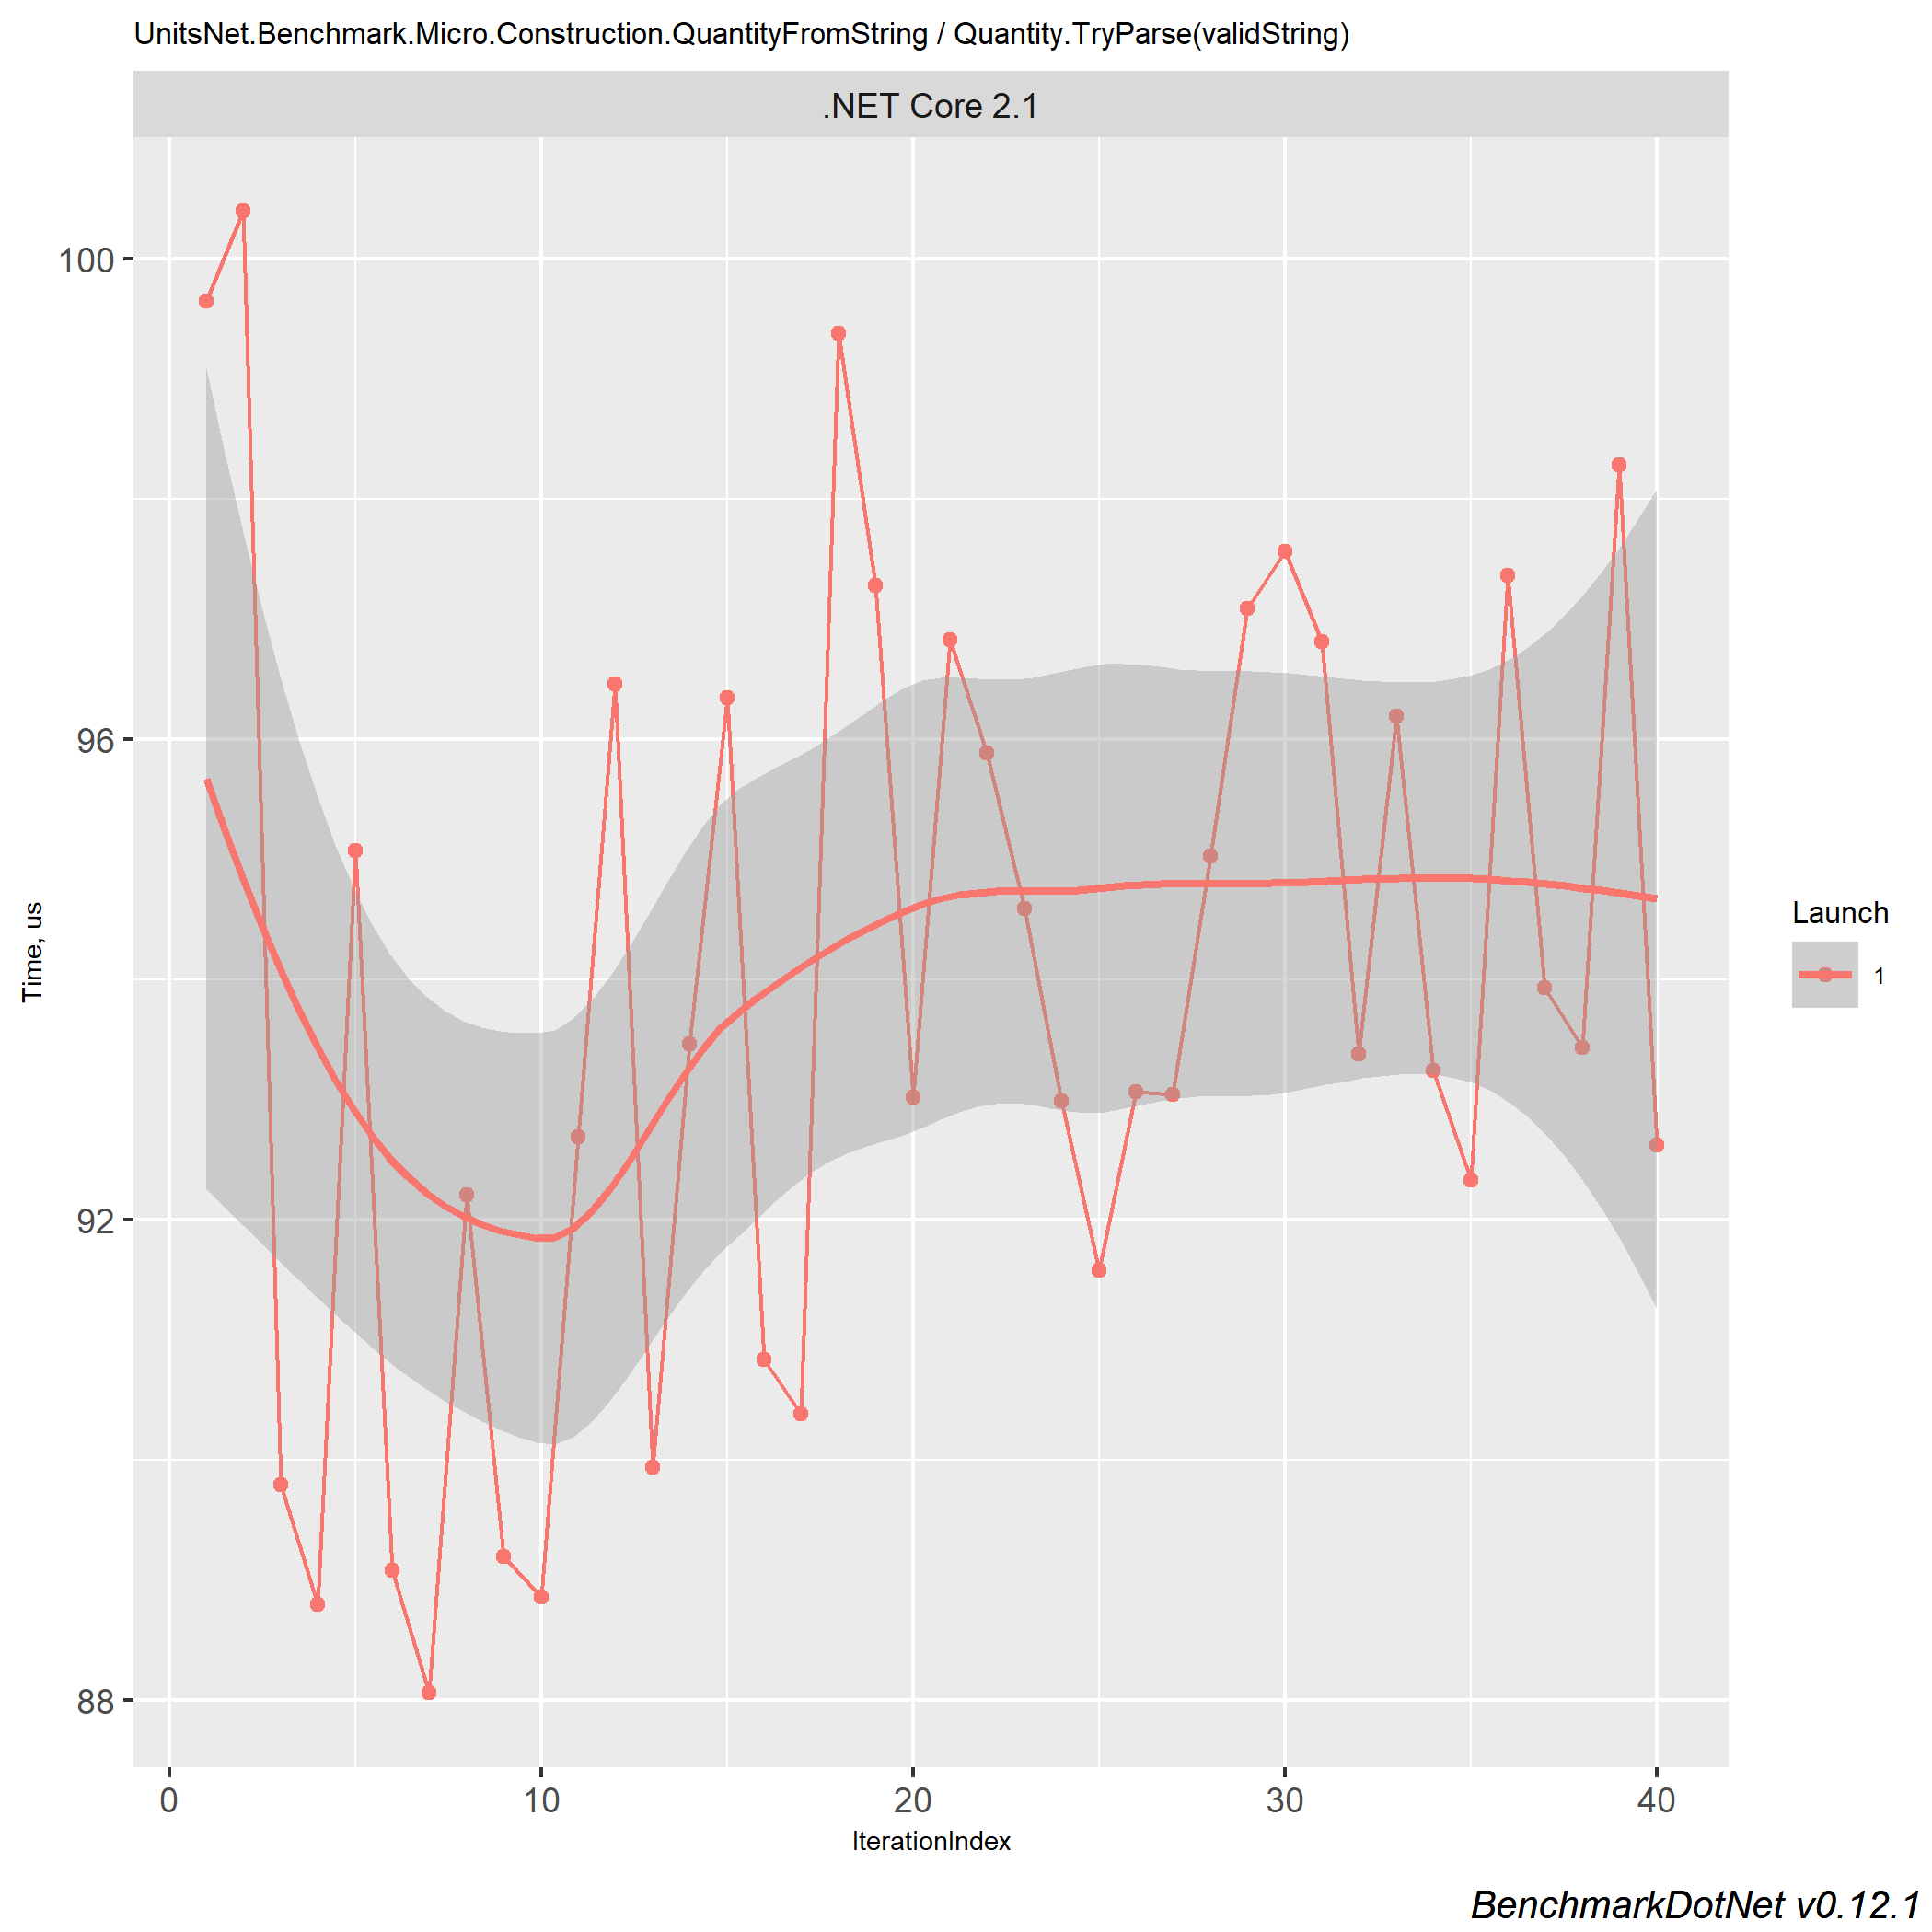 UnitsNet.Benchmark.Micro.Construction.QuantityFromString / Quantity.TryParse(validString)
.NET Core 2.1
100
96
92
88
Time, us
Launch
1
0 10 20 30 40
IterationIndex
BenchmarkDotNet v0.12.1